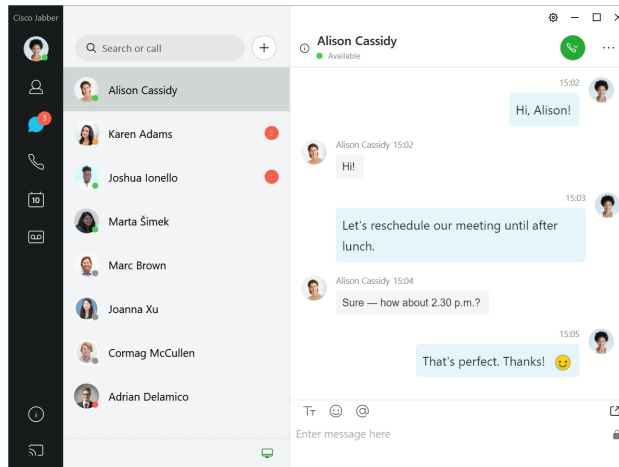 Cisco Jabber
3
10
Search or call
Alison Cassidy
Karen Adams
2
Joshua Ionello
1
Marta Šimek
Marc Brown
Joanna Xu
Cormag McCullen
Adrian Delamico
Alison Cassidy
Available
15:02
Hi, Alison!
Alison Cassidy 15:02
Hi!
15:03
Let's reschedule our meeting until after
lunch.
Alison Cassidy 15:04
Sure — how about 2.30 p.m.?
15:05
That's perfect. Thanks!
TT
@
Enter message here